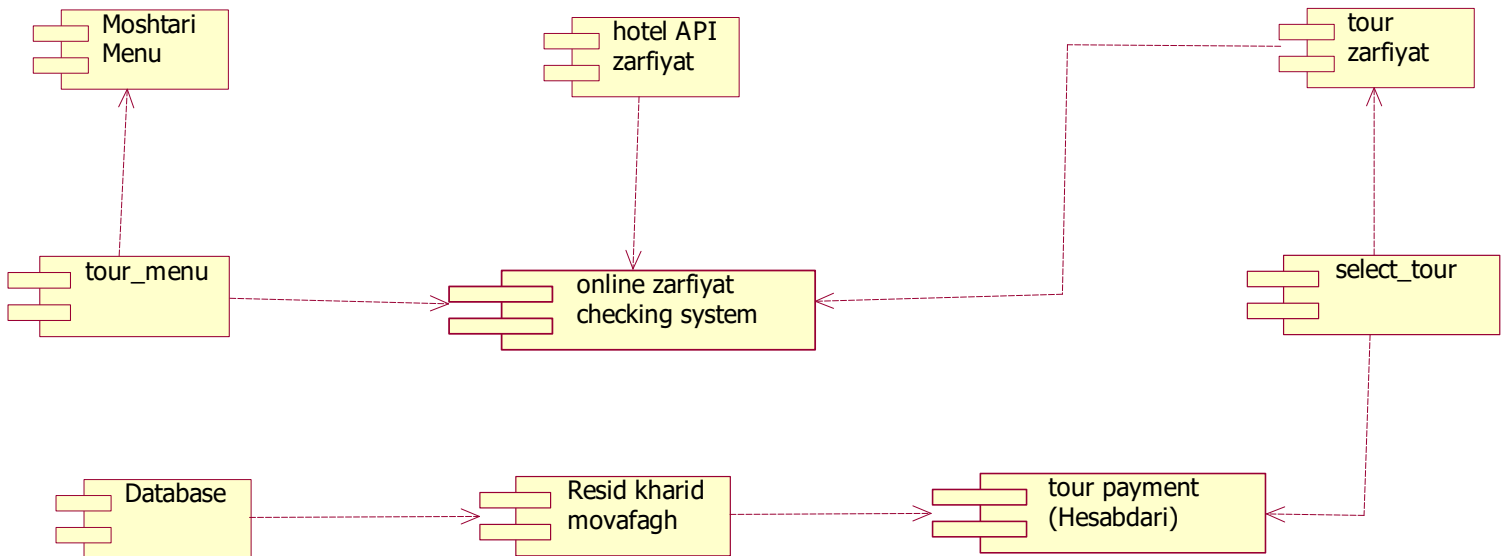 Moshtari
Menu
hotel API
zarfiyat
tour
zarfiyat
tour_menu
online zarfiyat
checking system
select_tour
Database
Resid kharid
movafagh
tour payment
(Hesabdari)